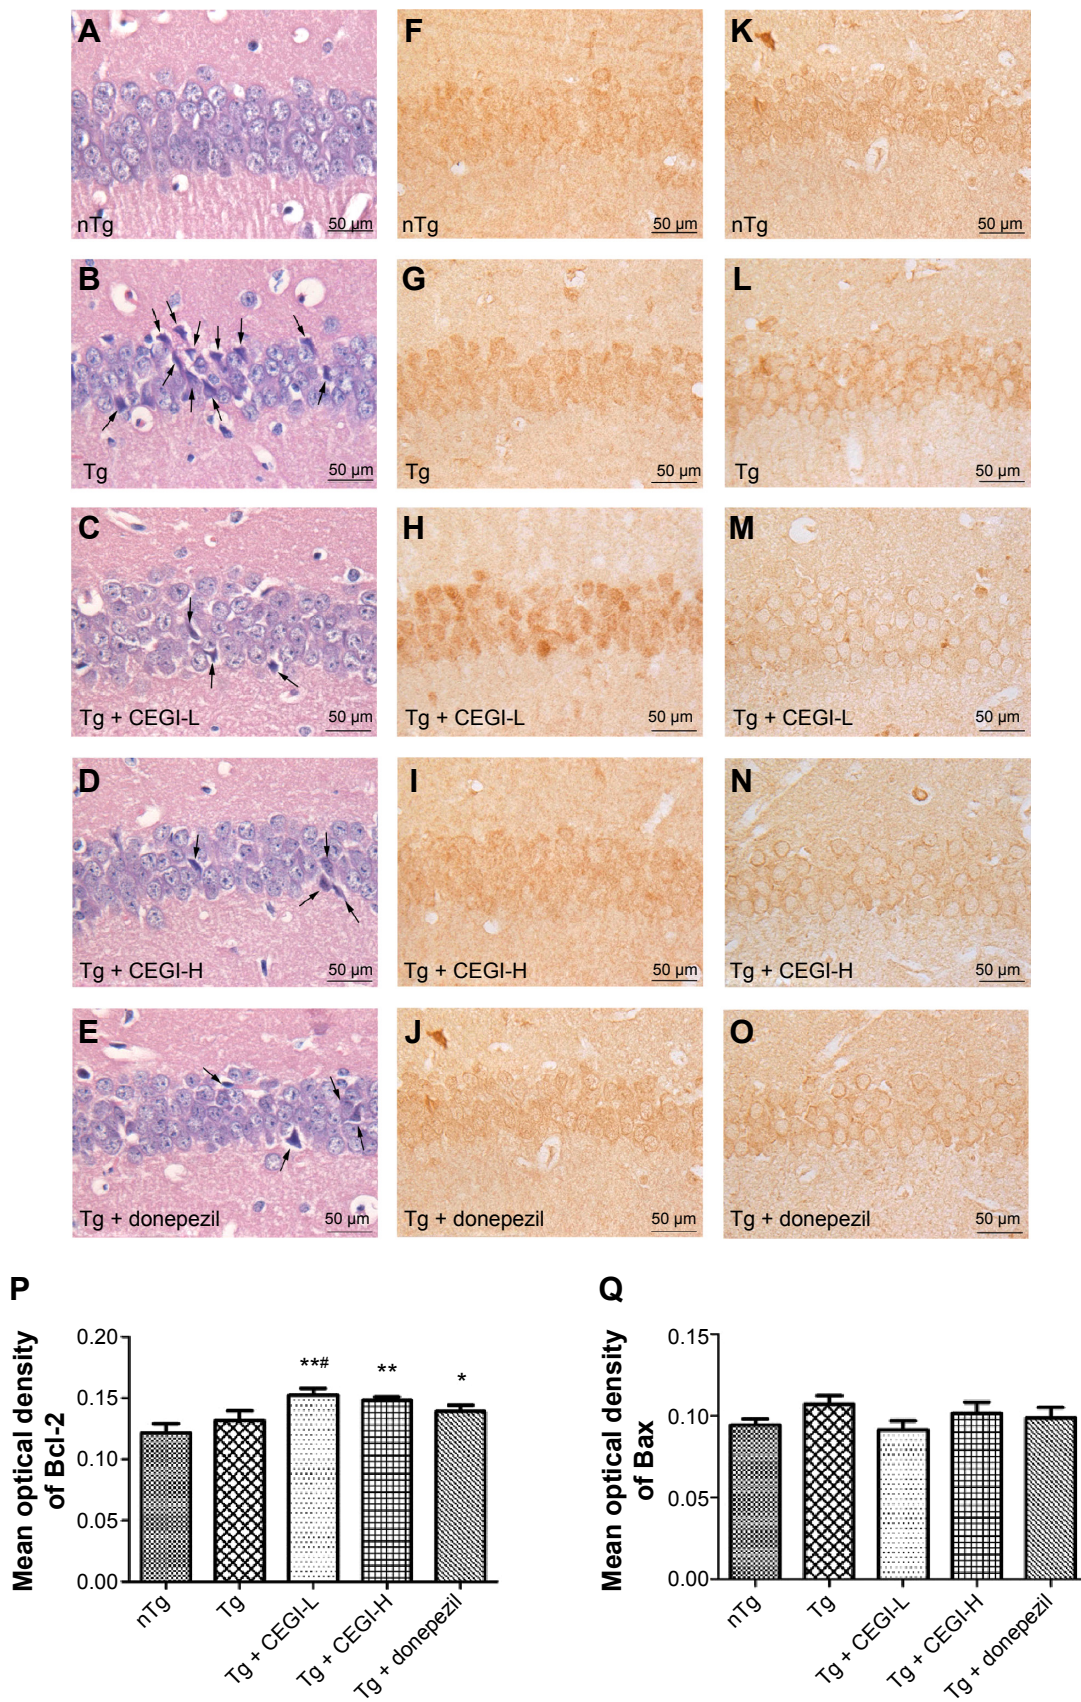 A
F
K
nTg
50 µm
nTg
50 µm
nTg
50 µm
B
G
L
Tg
50 µm
Tg
50 µm
Tg
50 µm
C
H
M
Tg + CEGI-L
50 µm
Tg + CEGI-L
50 µm
Tg + CEGI-L
50 µm
D
I
N
Tg + CEGI-H
50 µm
Tg + CEGI-H
50 µm
Tg + CEGI-H
50 µm
E
J
O
Tg + donepezil
50 µm
Tg + donepezil
50 µm
Tg + donepezil
50 µm
P
Mean optical density
of Bcl-2
0.20
0.15
0.10
0.05
0.00
**#
**
*
nTg
Tg
Tg + CEGI-L
Tg + CEGI-H
Tg + donepezil
Q
Mean optical density
of Bax
0.15
0.10
0.05
0.00
nTg
Tg
Tg + CEGI-L
Tg + CEGI-H
Tg + donepezil